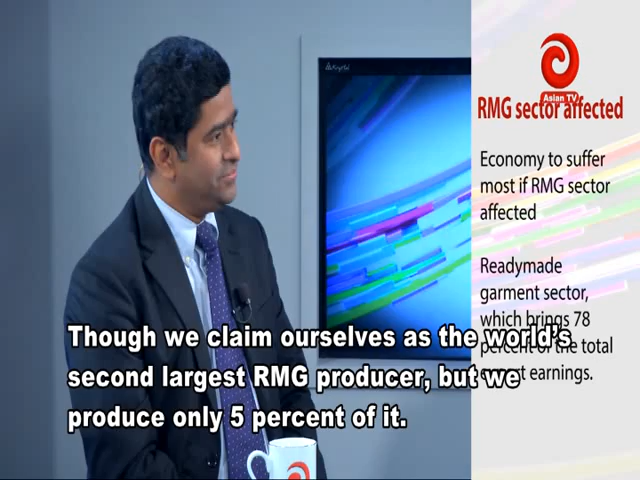 Asian TV
RMG sector affected
Economy to suffer
most if RMG sector
affected
Readymade
garment sector,
which brings 78
percent of the total
export earnings.
Though we claim ourselves as the world's
second largest RMG producer, but we
produce only 5 percent of it.